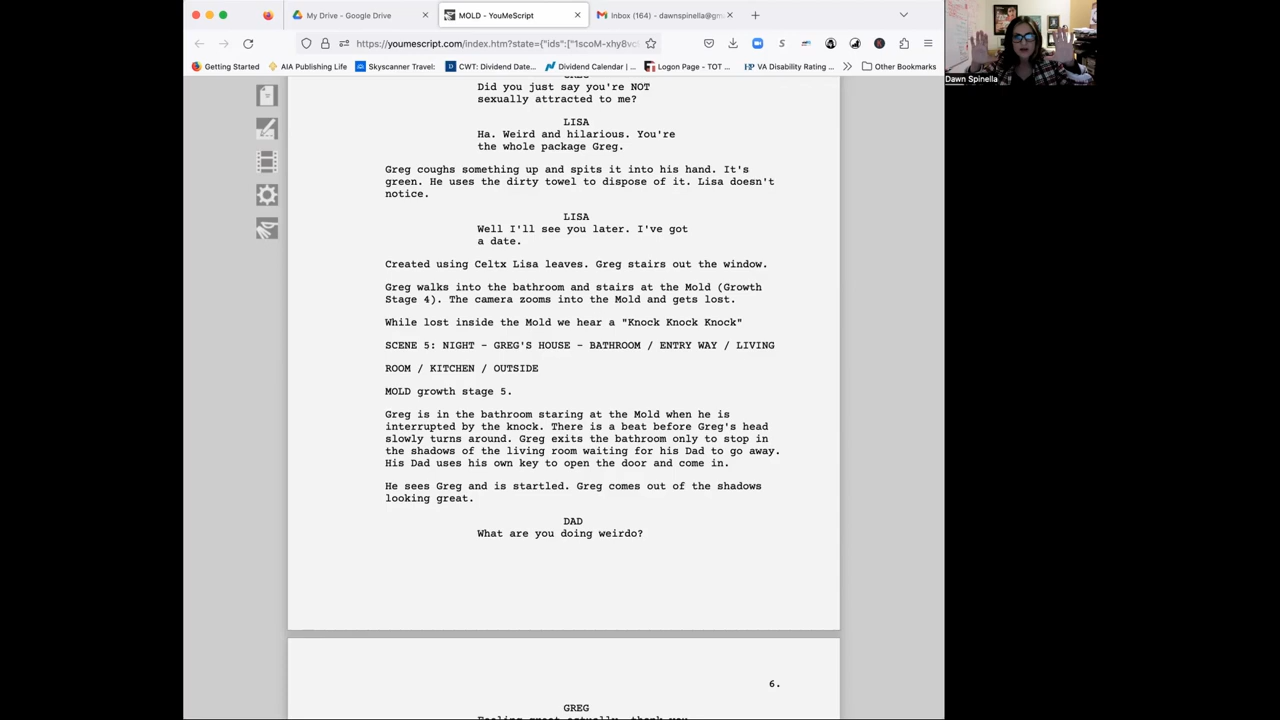 My Drive - Google Drive
MOLD - YouMeScript
Inbox (164) - dawnspinella@gm
https://youmescript.com/index.htm?state={"ids":["1scoM-xhy8vc
Getting Started
AIA Publishing Life
Skyscanner Travel:
CWT: Dividend Date...
Dividend Calendar |...
Logon Page - TOT ...
VA Disability Rating ...
Other Bookmarks
Dawn Spinella
GREG
Did you just say you're NOT
sexually attracted to me?
LISA
Ha. Weird and hilarious. You're
the whole package Greg.
Greg coughs something up and spits it into his hand. It's
green. He uses the dirty towel to dispose of it. Lisa doesn't
notice.
LISA
Well I'll see you later. I've got
a date.
Created using Celtx Lisa leaves. Greg stairs out the window.
Greg walks into the bathroom and stairs at the Mold (Growth
Stage 4). The camera zooms into the Mold and gets lost.
While lost inside the Mold we hear a "Knock Knock Knock"
SCENE 5: NIGHT - GREG'S HOUSE - BATHROOM / ENTRY WAY / LIVING
ROOM / KITCHEN / OUTSIDE
MOLD growth stage 5.
Greg is in the bathroom staring at the Mold when he is
interrupted by the knock. There is a beat before Greg's head
slowly turns around. Greg exits the bathroom only to stop in
the shadows of the living room waiting for his Dad to go away.
His Dad uses his own key to open the door and come in.
He sees Greg and is startled. Greg comes out of the shadows
looking great.
DAD
What are you doing weirdo?
6.
GREG
Feeling great actually, thank you